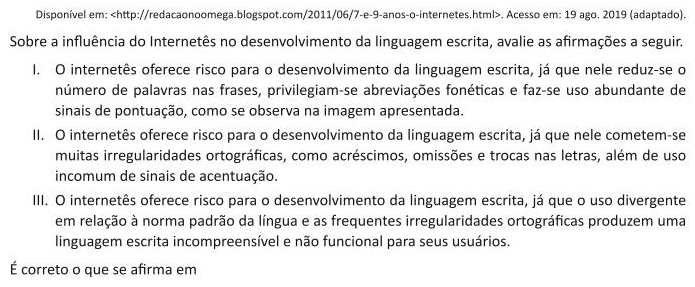 Disponível em: <http://redacaonoomega.blogspot.com/2011/06/7-e-9-anos-o-internetes.html>. Acesso em: 19 ago. 2019 (adaptado).
Sobre a influência do Internetês no desenvolvimento da linguagem escrita, avalie as afirmações a seguir.
I. O internetês oferece risco para o desenvolvimento da linguagem escrita, já que nele reduz-se o
número de palavras nas frases, privilegiam-se abreviações fonéticas e faz-se uso abundante de
sinais de pontuação, como se observa na imagem apresentada.
II. O internetês oferece risco para o desenvolvimento da linguagem escrita, já que nele cometem-se
muitas irregularidades ortográficas, como acréscimos, omissões e trocas nas letras, além de uso
incomum de sinais de acentuação.
III. O internetês oferece risco para o desenvolvimento da linguagem escrita, já que o uso divergente
em relação à norma padrão da língua e as frequentes irregularidades ortográficas produzem uma
linguagem escrita incompreensível e não funcional para seus usuários.
É correto o que se afirma em